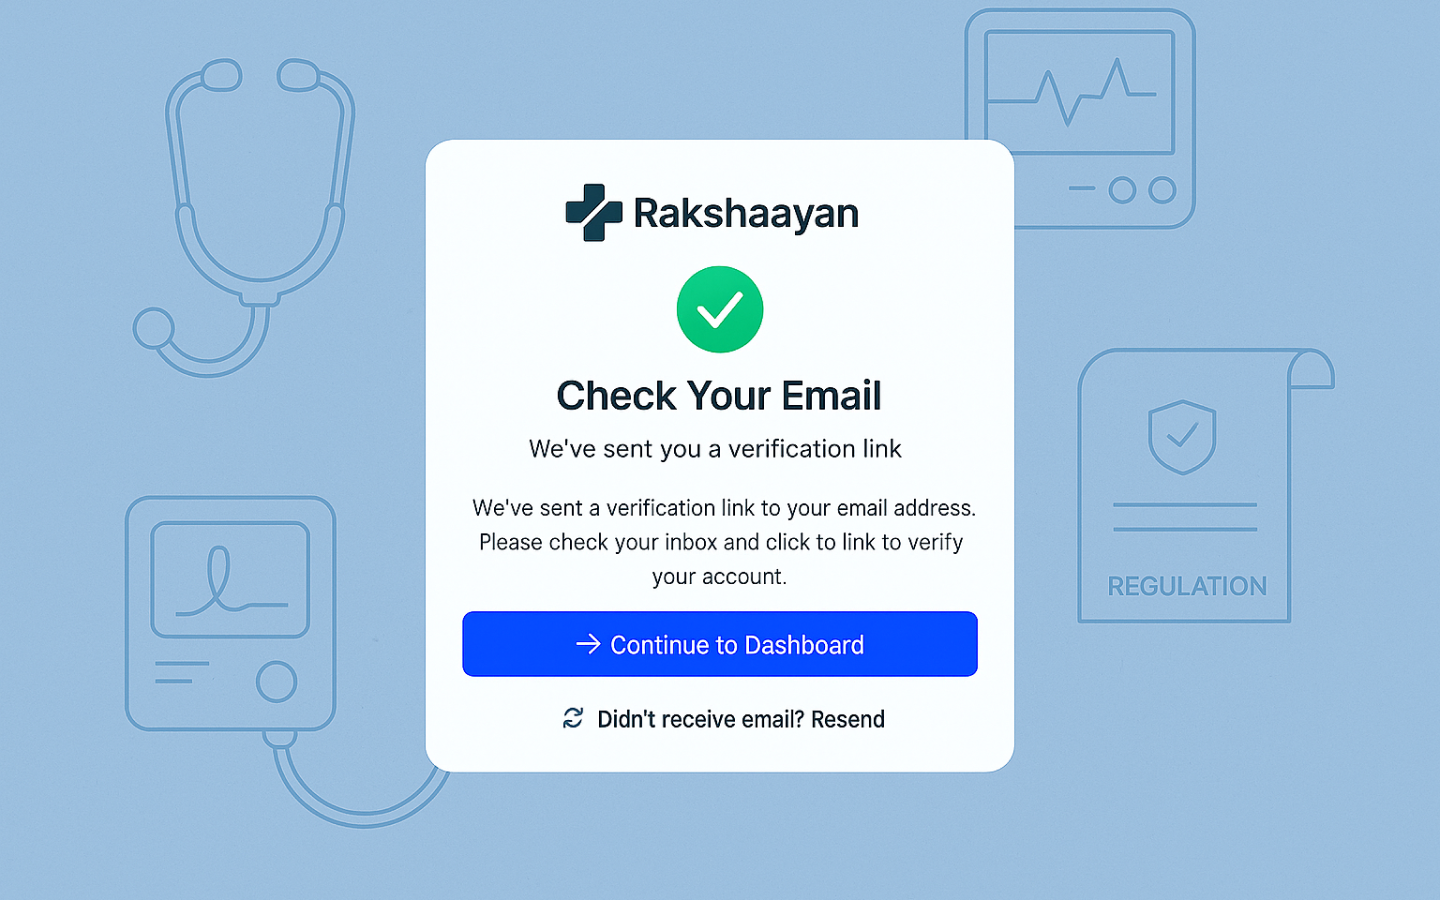 Rakshaayan
Check Your Email
We've sent you a verification link
We've sent a verification link to your email address.
Please check your inbox and click to link to verify
your account.
→ Continue to Dashboard
Didn't receive email? Resend
REGULATION